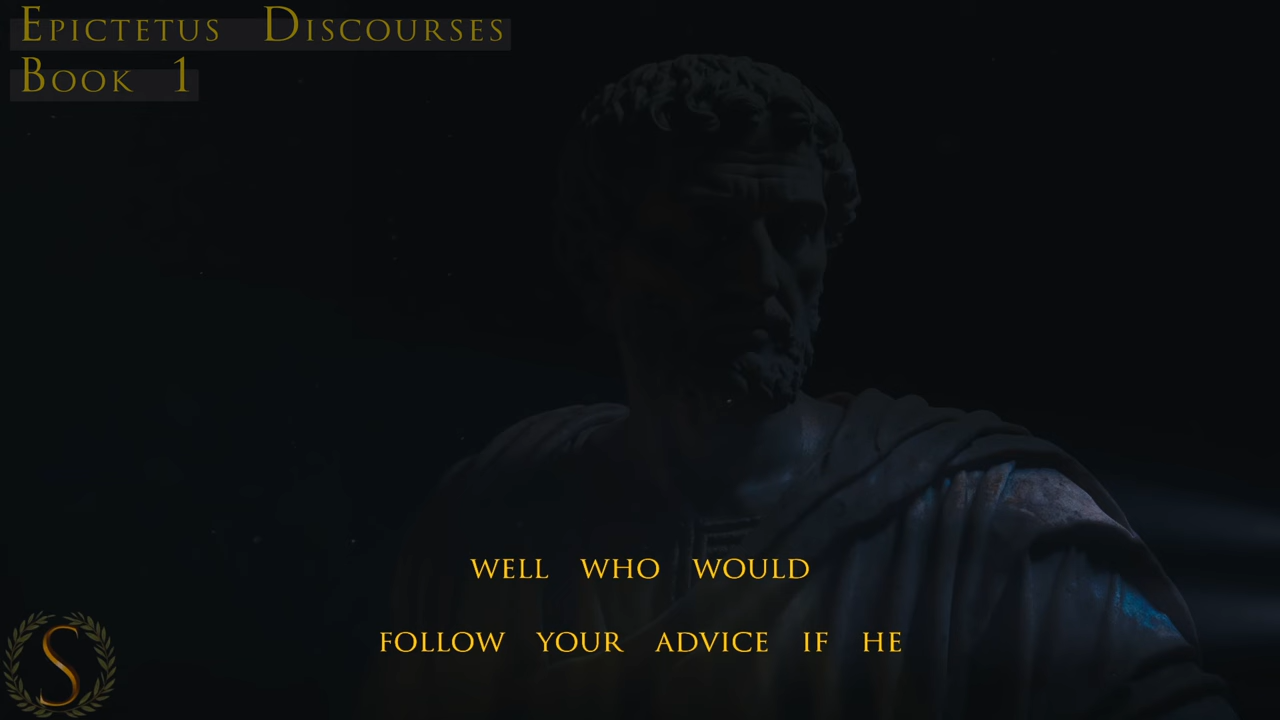 Epictetus Discourses
Book 1
WELL WHO WOULD
FOLLOW YOUR ADVICE IF HE
S